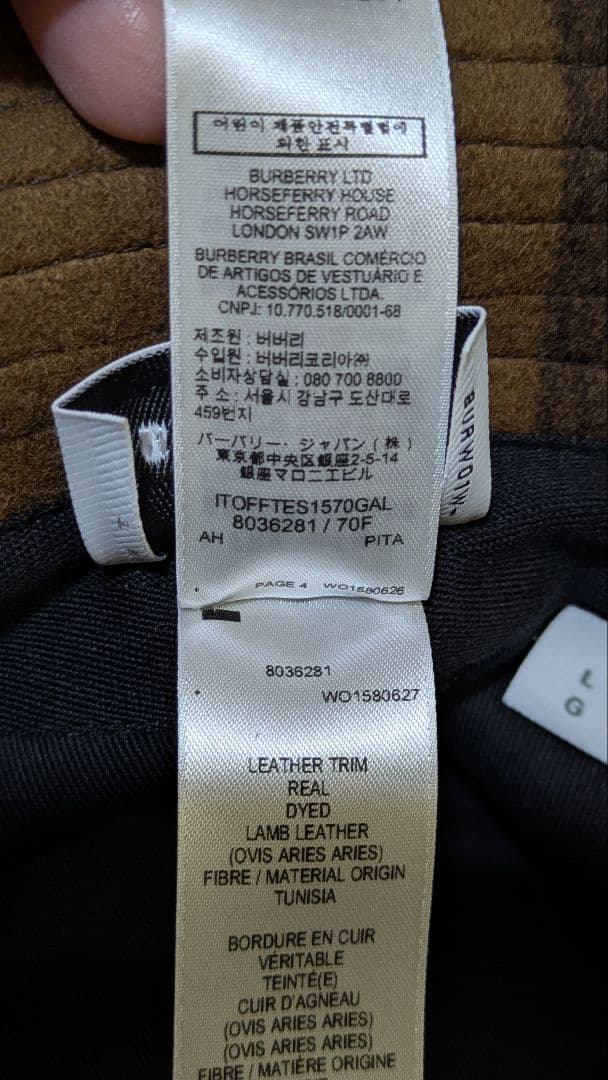 어린이 제품안전특별법에
의한 표시
BURBERRY LTD
HORSEFERRY HOUSE
HORSEFERRY ROAD
LONDON SW1P 2AW
BURBERRY BRASIL COMÉRCIO
DE ARTIGOS DE VESTUÁRIO E
ACESSÓRIOS LTDA.
CNPJ: 10.770.518/0001-68
제조원 : 버버리
수입원 : 버버리코리아㈜
소비자상담실 : 080 700 8800
주 소 : 서울시 강남구 도산대로
459번지
バーバリー・ジャパン (株)
東京都中央区銀座2-5-14
銀座マロニエビル
ITOFFTES1570GAL
8036281 / 70F
AH PITA
PAGE 4 WO1580626
8036281
WO1580627
LEATHER TRIM
REAL
DYED
LAMB LEATHER
(OVIS ARIES ARIES)
FIBRE / MATERIAL ORIGIN
TUNISIA
BORDURE EN CUIR
VÉRITABLE
TEINTÉ(E)
CUIR D'AGNEAU
(OVIS ARIES ARIES)
(OVIS ARIES ARIES)
FIBRE / MATIÈRE ORIGINE
BURW01W
L
G